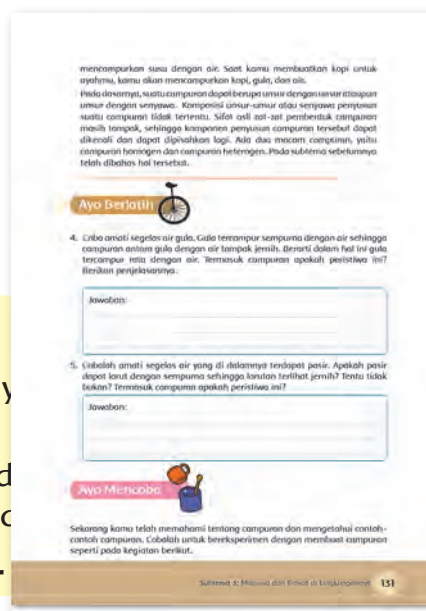 mencampurkan susu dengan air. Saat kamu membuatkan kopi untuk
ayahmu, kamu akan mencampurkan kopi, gula, dan air.
Pada dasarnya, suatu campuran dapat berupa unsur dengan unsur ataupun
unsur dengan senyawa. Komposisi unsur-unsur atau senyawa penyusun
suatu campuran tidak tertentu. Sifat asli zat-zat pembentuk campuran
masih tampak, sehingga komponen penyusun campuran tersebut dapat
dikenali dan dapat dipisahkan lagi. Ada dua macam campuran, yaitu
campuran homogen dan campuran heterogen. Pada subtema sebelumnya
telah dibahas hal tersebut.
Ayo Berlatih
4. Coba amati segelas air gula. Gula tercampur sempurna dengan air sehingga
campuran antara gula dengan air tampak jernih. Berarti dalam hal ini gula
tercampur rata dengan air. Termasuk campuran apakah peristiwa ini?
Berikan penjelasannya.
Jawaban:
5. Cobalah amati segelas air yang di dalamnya terdapat pasir. Apakah pasir
dapat larut dengan sempurna sehingga larutan terlihat jernih? Tentu tidak
bukan? Termasuk campuran apakah peristiwa ini?
Jawaban:
Ayo Mencoba
Sekarang kamu telah memahami tentang campuran dan mengetahui contoh-
contoh campuran. Cobalah untuk bereksperimen dengan membuat campuran
seperti pada kegiatan berikut.
Subtema 3: Manusia dan Benda di Lingkungannya 131